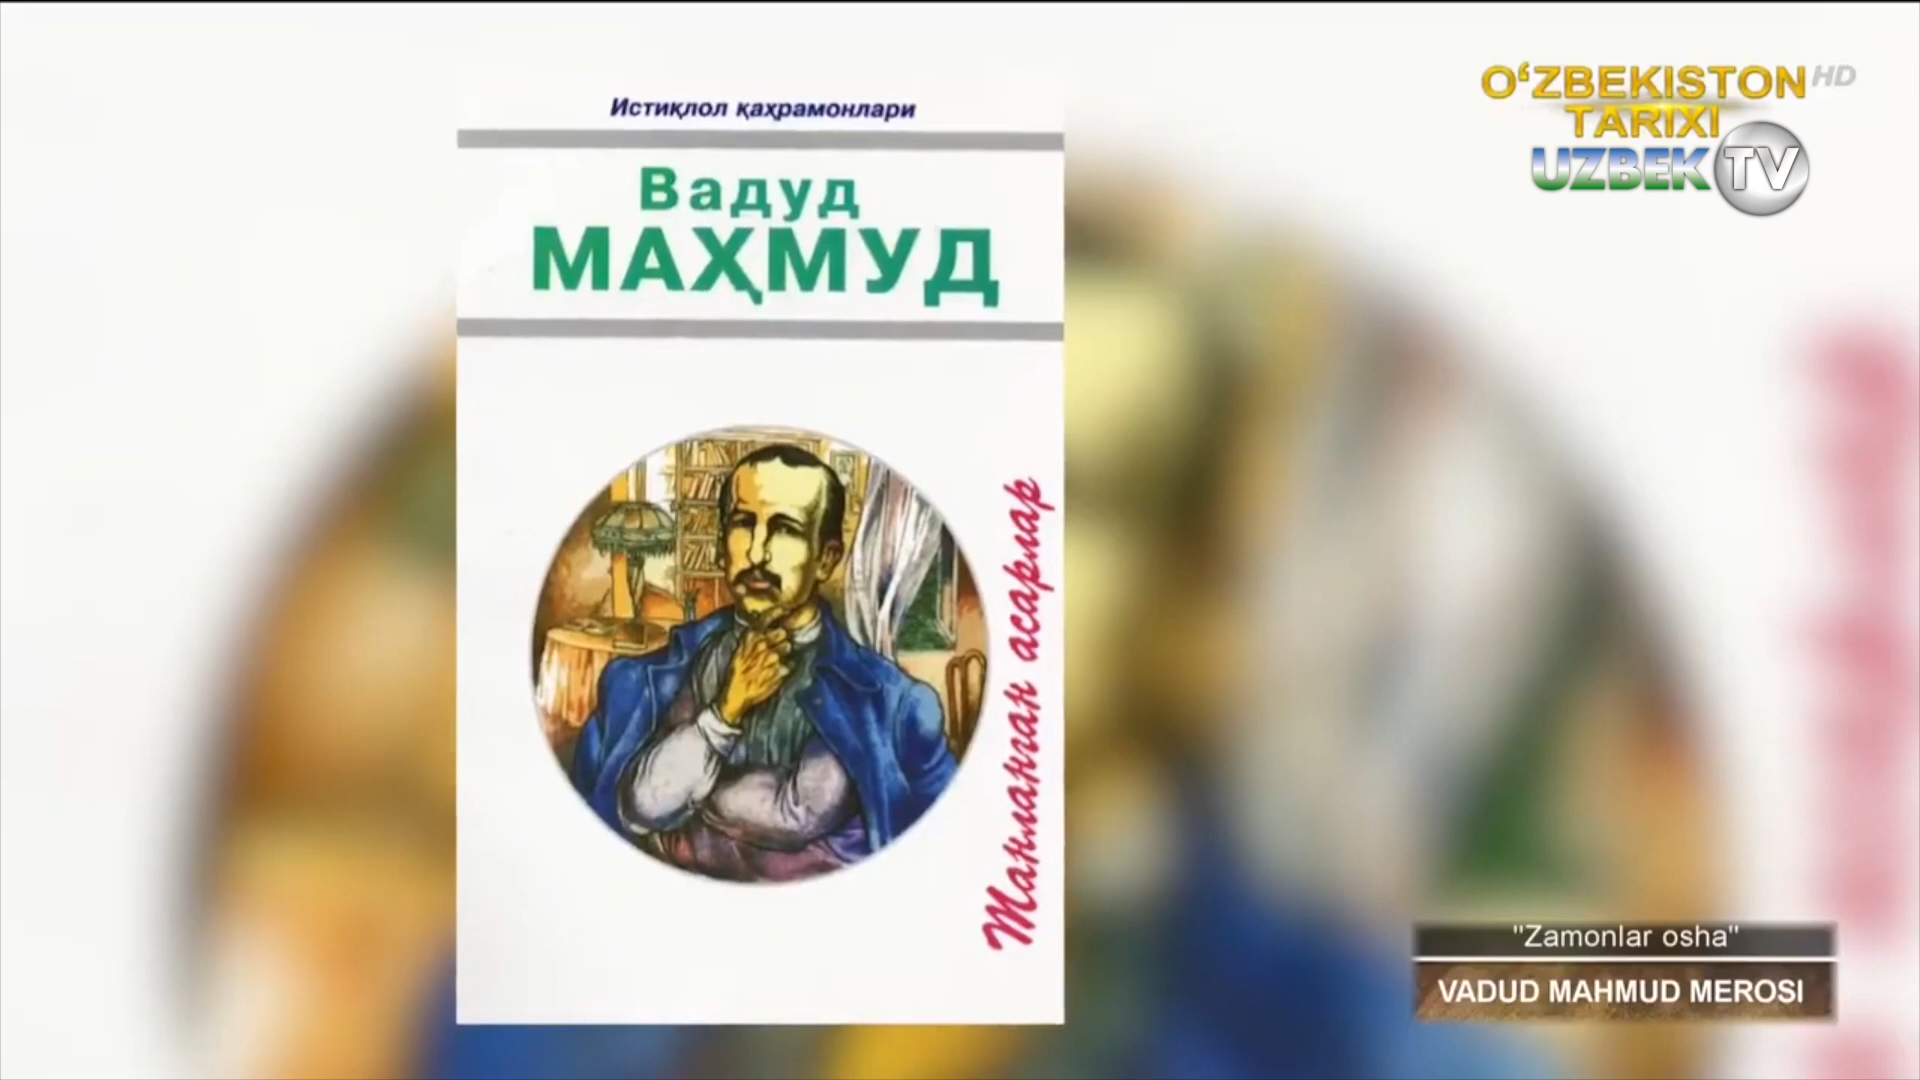 Истиқлол қаҳрамонлари
Вадуд
МАҲМУД
Танланган асарлар
O‘ZBEKISTON HD
TARIXI
UZBEK TV
"Zamonlar osha"
VADUD MAHMUD MEROSI